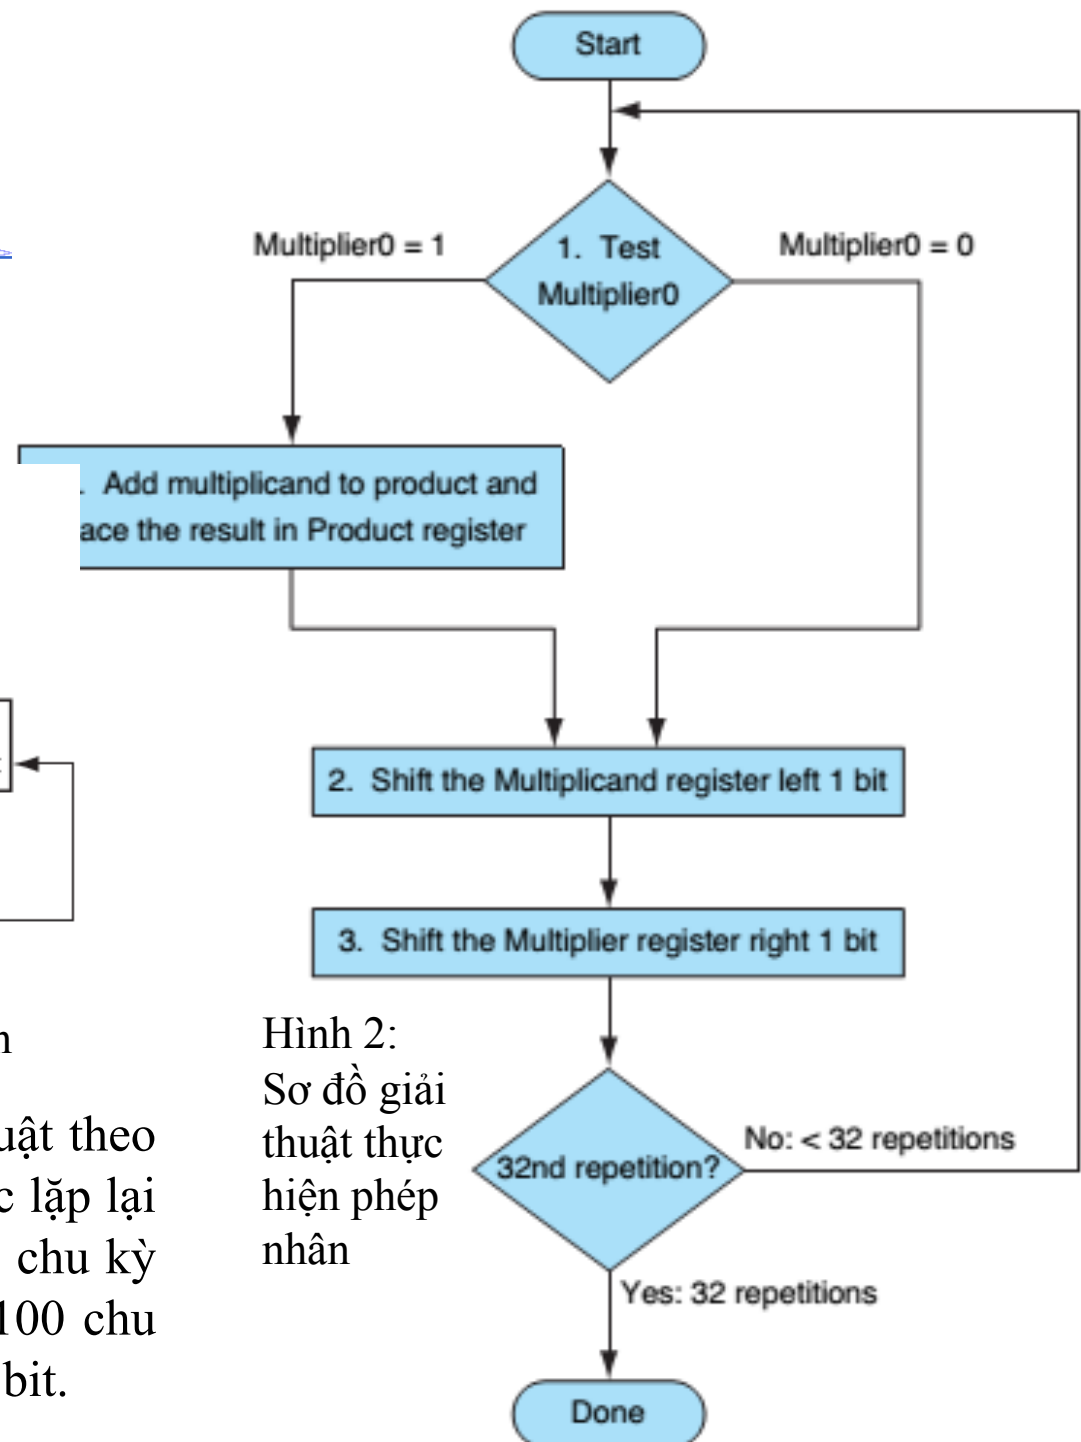 Start
Multiplier0 = 1
1. Test
Multiplier0
Multiplier0 = 0
. Add multiplicand to product and
ace the result in Product register
2. Shift the Multiplicand register left 1 bit
3. Shift the Multiplier register right 1 bit
32nd repetition?
No: < 32 repetitions
Yes: 32 repetitions
Done
Hình 2:
Sơ đồ giải
thuật thực
hiện phép
nhân
n
uật theo
c lặp lại
chu kỳ
100 chu
bit.